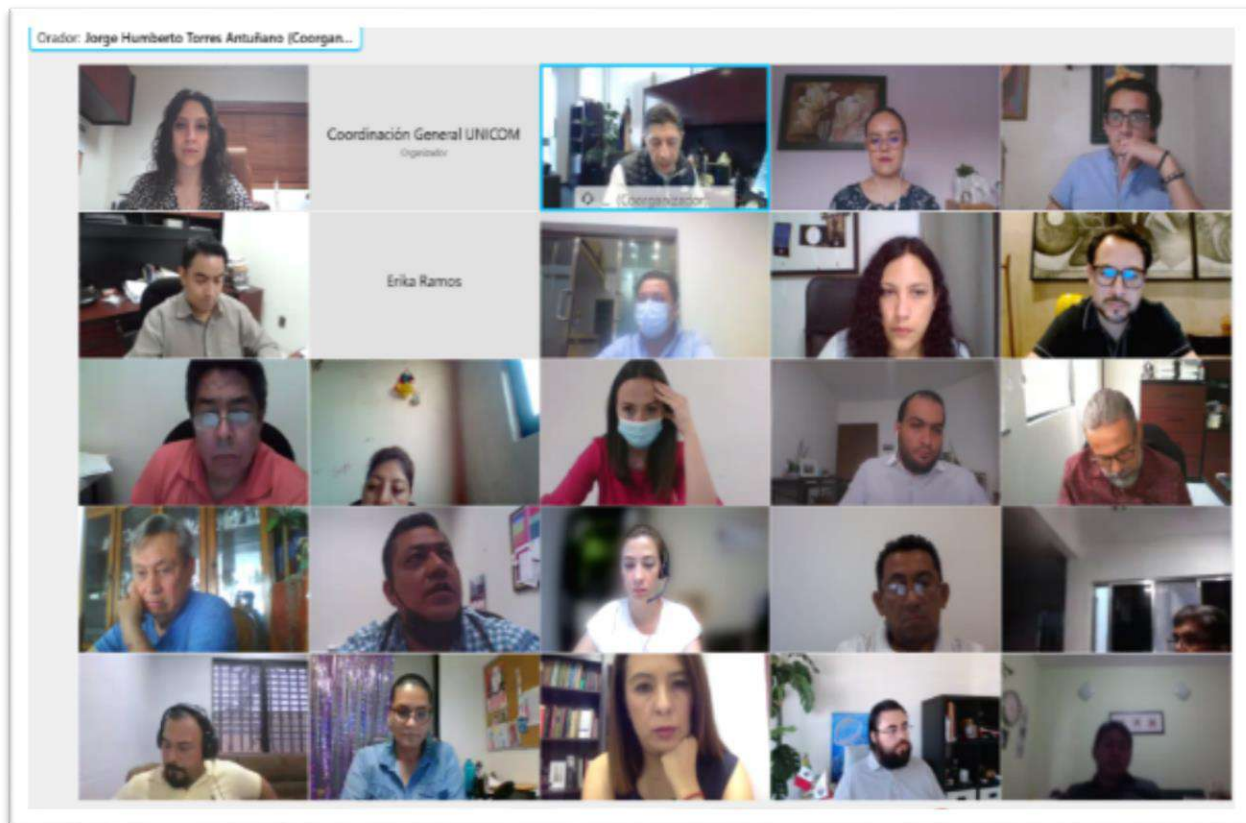 Orador: Jorge Humberto Torres Antuñano (Coorgan...
Coordinación General UNICOM
Organizador
... (Coorganizador)
Erika Ramos